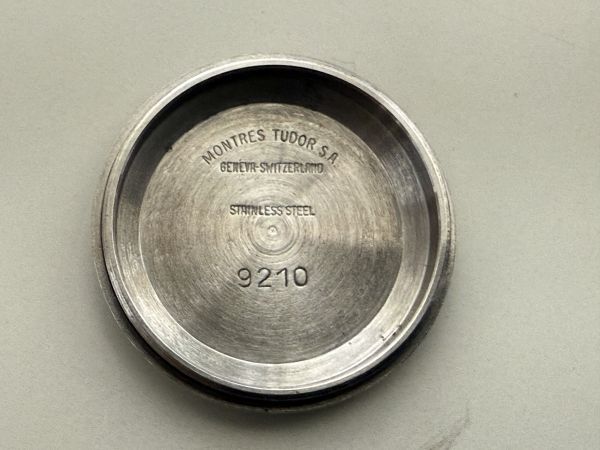 MONTRES TUDOR S.A.
GENEVA-SWITZERLAND
STAINLESS STEEL
9210